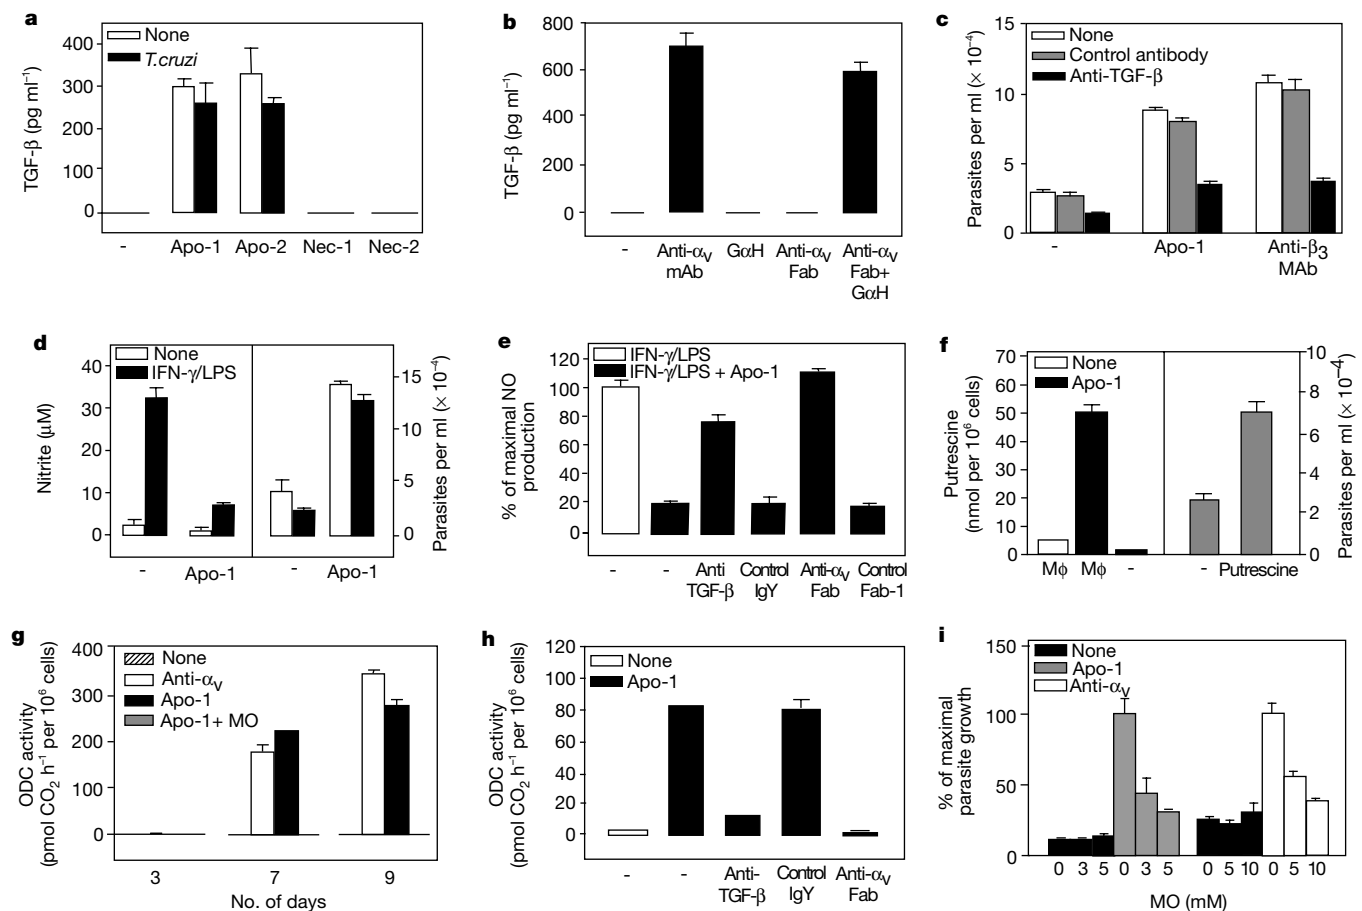 a
None
T.cruzi
TGF-β (pg ml⁻¹)
400
300
200
100
0
-
Apo-1
Apo-2
Nec-1
Nec-2
b
TGF-β (pg ml⁻¹)
800
600
400
200
0
-
Anti-αv
mAb
GαH
Anti-αv
Fab
Anti-αv
Fab+
GαH
c
None
Control antibody
Anti-TGF-β
Parasites per ml (× 10⁻⁴)
15
10
5
0
-
Apo-1
Anti-β3
MAb
d
None
IFN-γ/LPS
Nitrite (μM)
40
30
20
10
0
-
Apo-1
-
Apo-1
15
10
5
0
Parasites per ml (× 10⁻⁴)
e
IFN-γ/LPS
IFN-γ/LPS + Apo-1
% of maximal NO
production
120
100
80
60
40
20
0
-
-
Anti
TGF-β
Control
IgY
Anti-αv
Fab
Control
Fab-1
f
None
Apo-1
Putrescine
(nmol per 10⁶ cells)
70
60
50
40
30
20
10
0
Mϕ
Mϕ
-
-
Putrescine
10
8
6
4
2
0
Parasites per ml (× 10⁻⁴)
g
None
Anti-αv
Apo-1
Apo-1+ MO
ODC activity
(pmol CO₂ h⁻¹ per 10⁶ cells)
400
300
200
100
0
3
7
9
No. of days
h
None
Apo-1
ODC activity
(pmol CO₂ h⁻¹ per 10⁶ cells)
120
100
80
60
40
20
0
-
-
Anti-
TGF-β
Control
IgY
Anti-αv
Fab
i
None
Apo-1
Anti-αv
% of maximal
parasite growth
150
100
50
0
0 3 5 0 3 5 0 5 10 0 5 10
MO (mM)